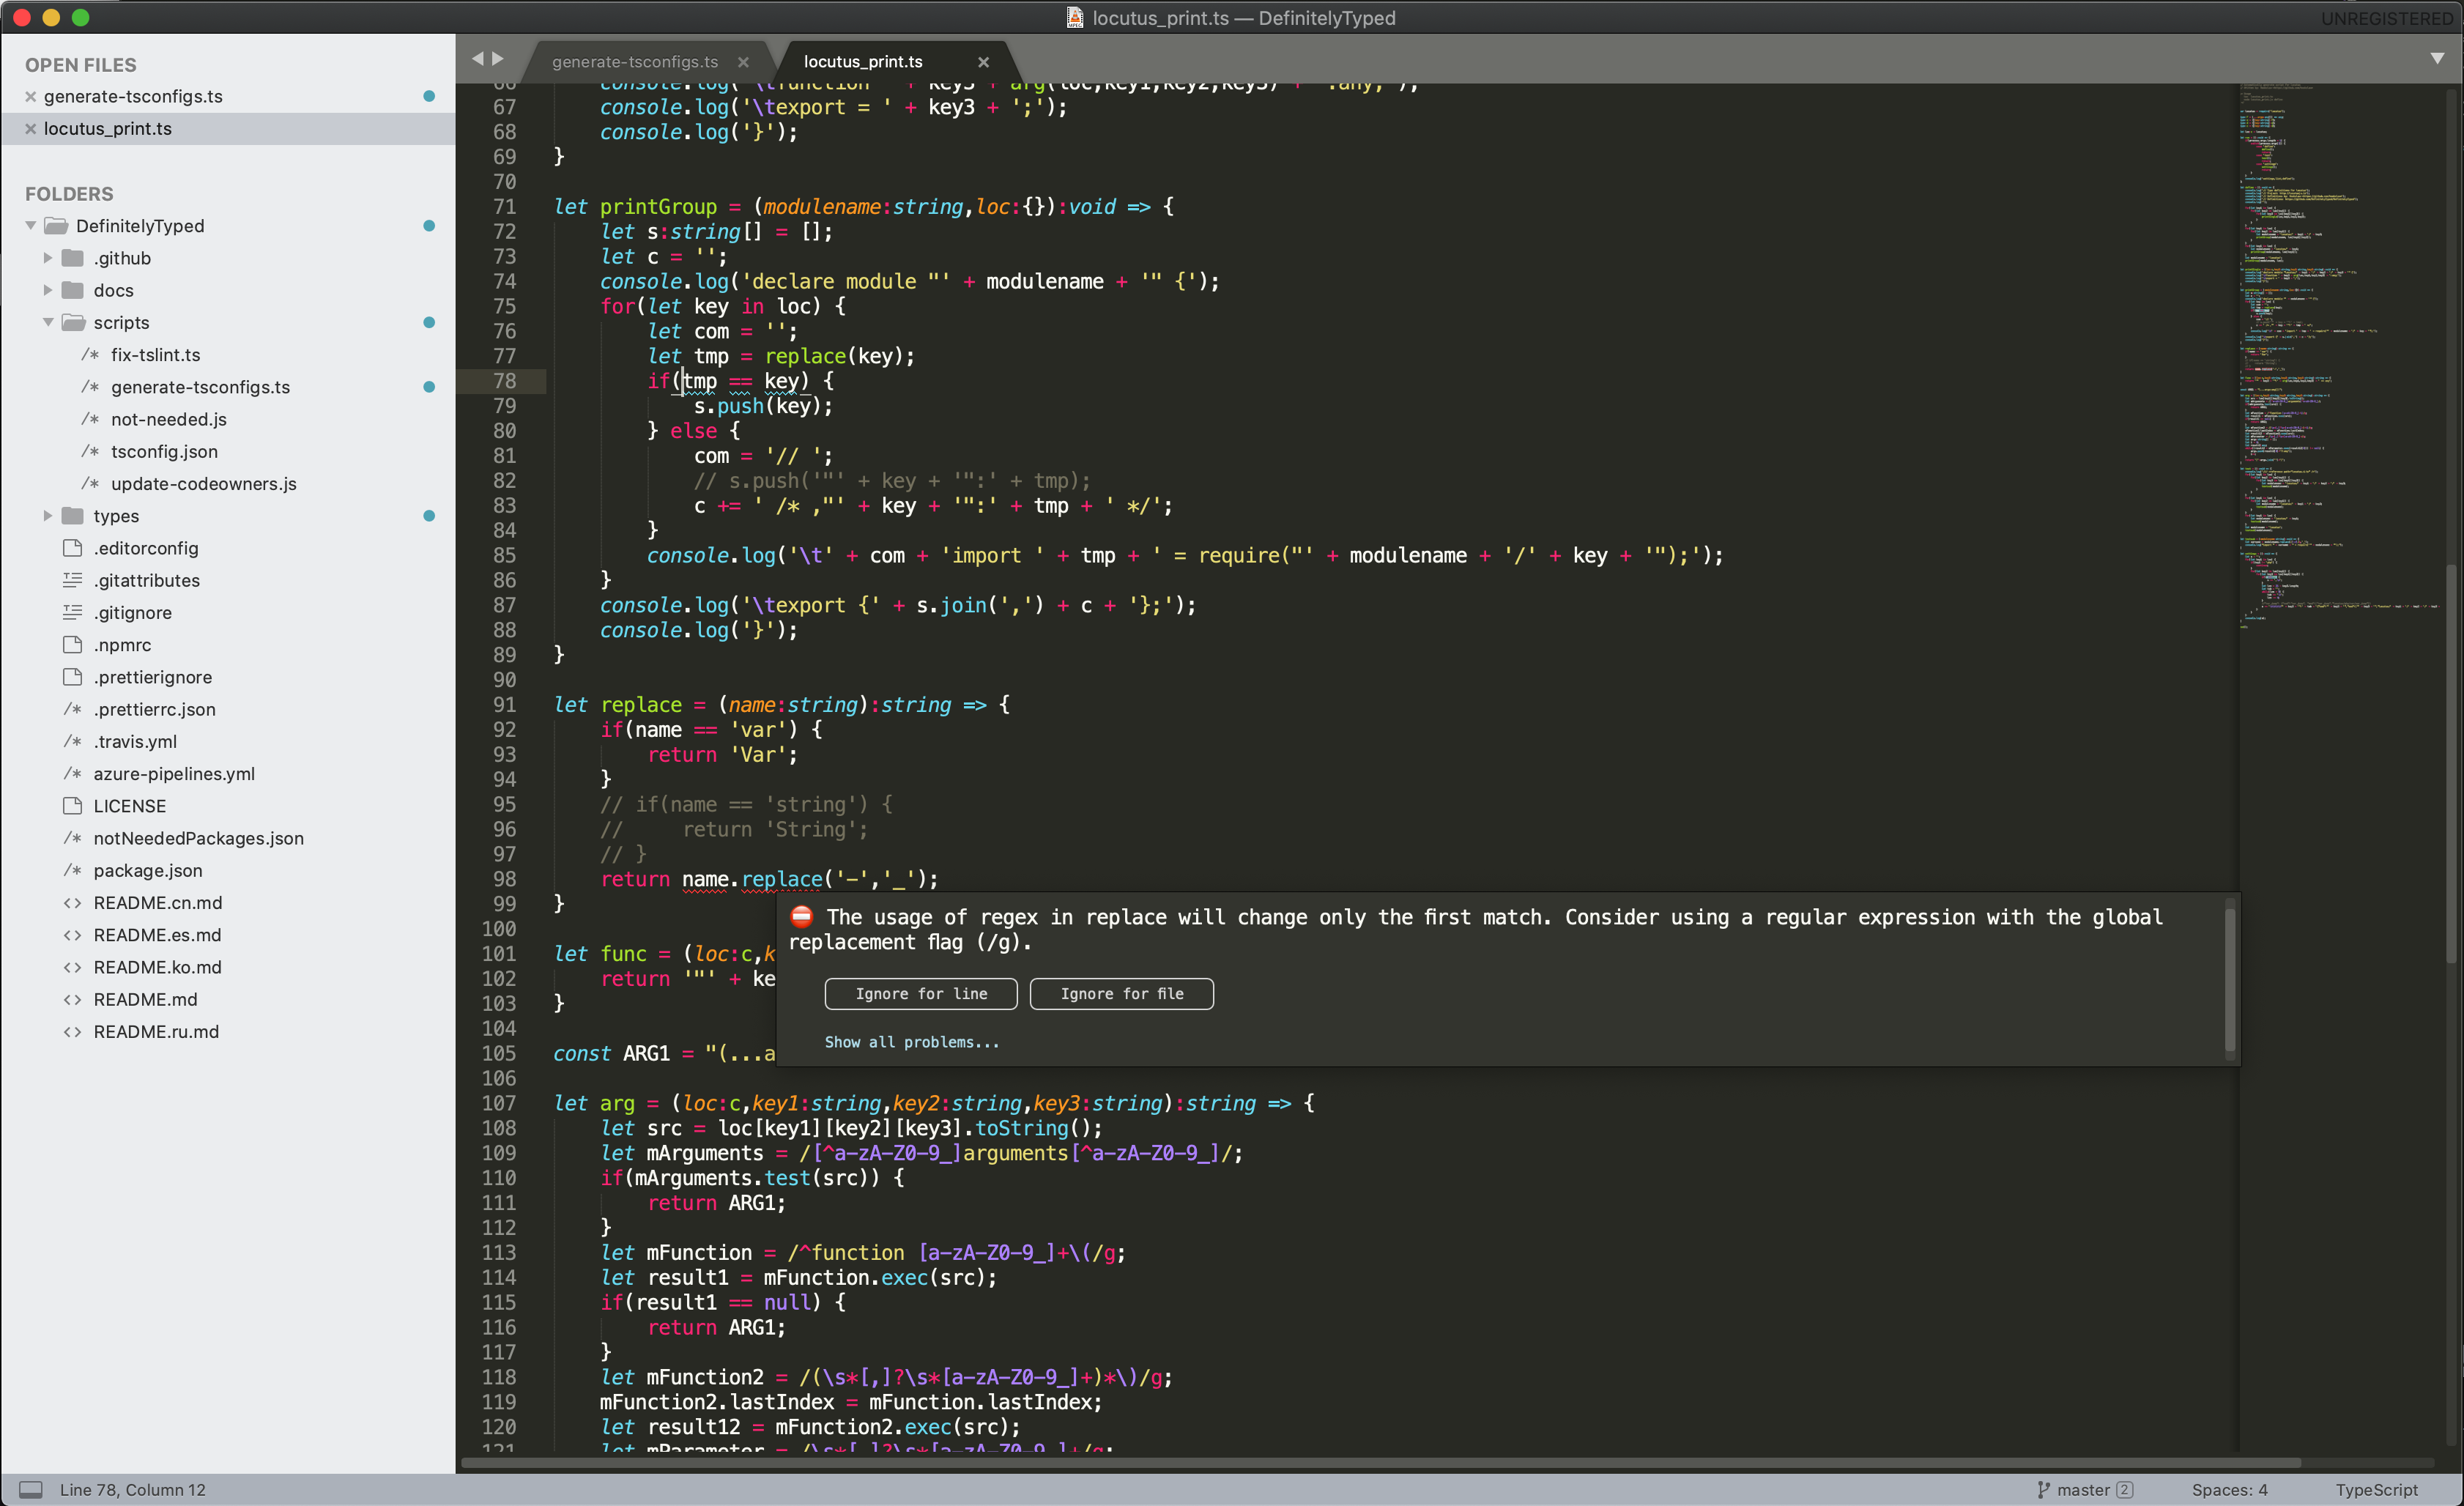 locutus_print.ts — DefinitelyTyped
UNREGISTERED
OPEN FILES
generate-tsconfigs.ts
locutus_print.ts
FOLDERS
DefinitelyTyped
.github
docs
scripts
/* fix-tslint.ts
/* generate-tsconfigs.ts
/* not-needed.js
/* tsconfig.json
/* update-codeowners.js
types
.editorconfig
.gitattributes
.gitignore
.npmrc
.prettierignore
/* .prettierrc.json
/* .travis.yml
/* azure-pipelines.yml
LICENSE
/* notNeededPackages.json
/* package.json
<> README.cn.md
<> README.es.md
<> README.ko.md
<> README.md
<> README.ru.md
generate-tsconfigs.ts
locutus_print.ts
67 console.log('\texport = ' + key3 + ';');
68 console.log('}');
69 }
70
71 let printGroup = (modulename:string,loc:{}):void => {
72 let s:string[] = [];
73 let c = '';
74 console.log('declare module "' + modulename + '" {');
75 for(let key in loc) {
76 let com = '';
77 let tmp = replace(key);
78 if(tmp == key) {
79 s.push(key);
80 } else {
81 com = '// ';
82 // s.push('"' + key + '":' + tmp);
83 c += ' /* ,"' + key + '":' + tmp + ' */';
84 }
85 console.log('\t' + com + 'import ' + tmp + ' = require("' + modulename + '/' + key + '");');
86 }
87 console.log('\texport {' + s.join(',') + c + '};');
88 console.log('}');
89 }
90
91 let replace = (name:string):string => {
92 if(name == 'var') {
93 return 'Var';
94 }
95 // if(name == 'string') {
96 //     return 'String';
97 // }
98 return name.replace('-','_');
99 }
100
101 let func = (loc:c,k
102 return '"' + ke
103 }
104
105 const ARG1 = "(...a
106
The usage of regex in replace will change only the first match. Consider using a regular expression with the global
replacement flag (/g).
Ignore for line
Ignore for file
Show all problems...
107 let arg = (loc:c,key1:string,key2:string,key3:string):string => {
108 let src = loc[key1][key2][key3].toString();
109 let mArguments = /[^a-zA-Z0-9_]arguments[^a-zA-Z0-9_]/;
110 if(mArguments.test(src)) {
111 return ARG1;
112 }
113 let mFunction = /^function [a-zA-Z0-9_]+\(/g;
114 let result1 = mFunction.exec(src);
115 if(result1 == null) {
116 return ARG1;
117 }
118 let mFunction2 = /(\s*[,]?\s*[a-zA-Z0-9_]+)*\)/g;
119 mFunction2.lastIndex = mFunction.lastIndex;
120 let result12 = mFunction2.exec(src);
121 let mParameter = /\s*[,]?\s*[a-zA-Z0-9_]+/g;
Line 78, Column 12
master 2
Spaces: 4
TypeScript